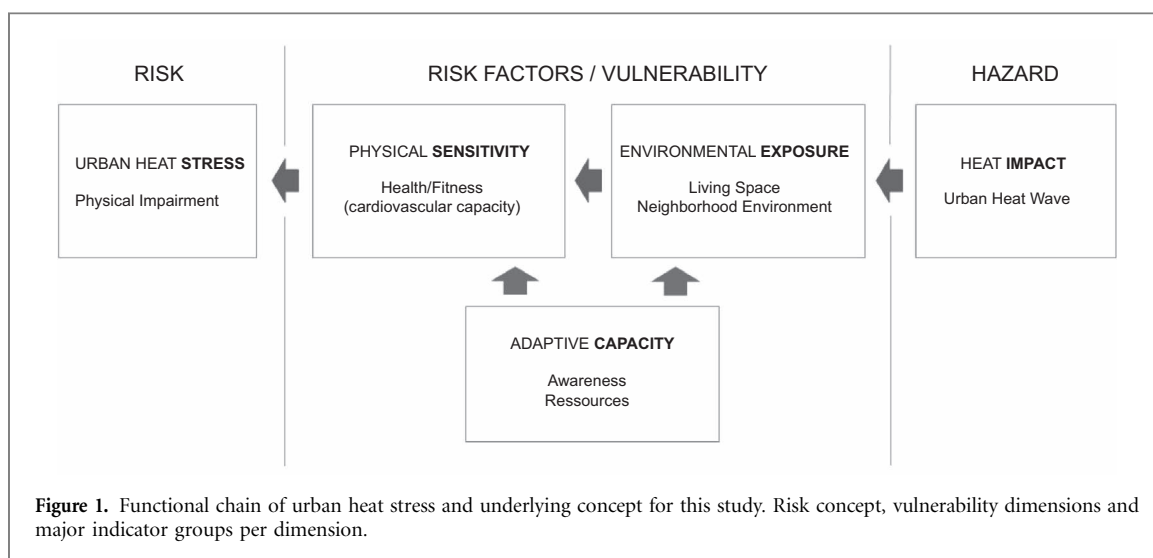 RISK
RISK FACTORS / VULNERABILITY
HAZARD
URBAN HEAT STRESS
Physical Impairment
PHYSICAL SENSITIVITY
Health/Fitness
(cardiovascular capacity)
ENVIRONMENTAL EXPOSURE
Living Space
Neighborhood Environment
HEAT IMPACT
Urban Heat Wave
ADAPTIVE CAPACITY
Awareness
Ressources
Figure 1. Functional chain of urban heat stress and underlying concept for this study. Risk concept, vulnerability dimensions and
major indicator groups per dimension.